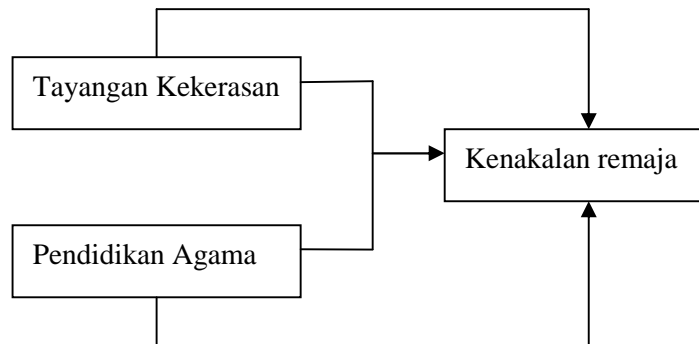 Tayangan Kekerasan
Kenakalan remaja
Pendidikan Agama